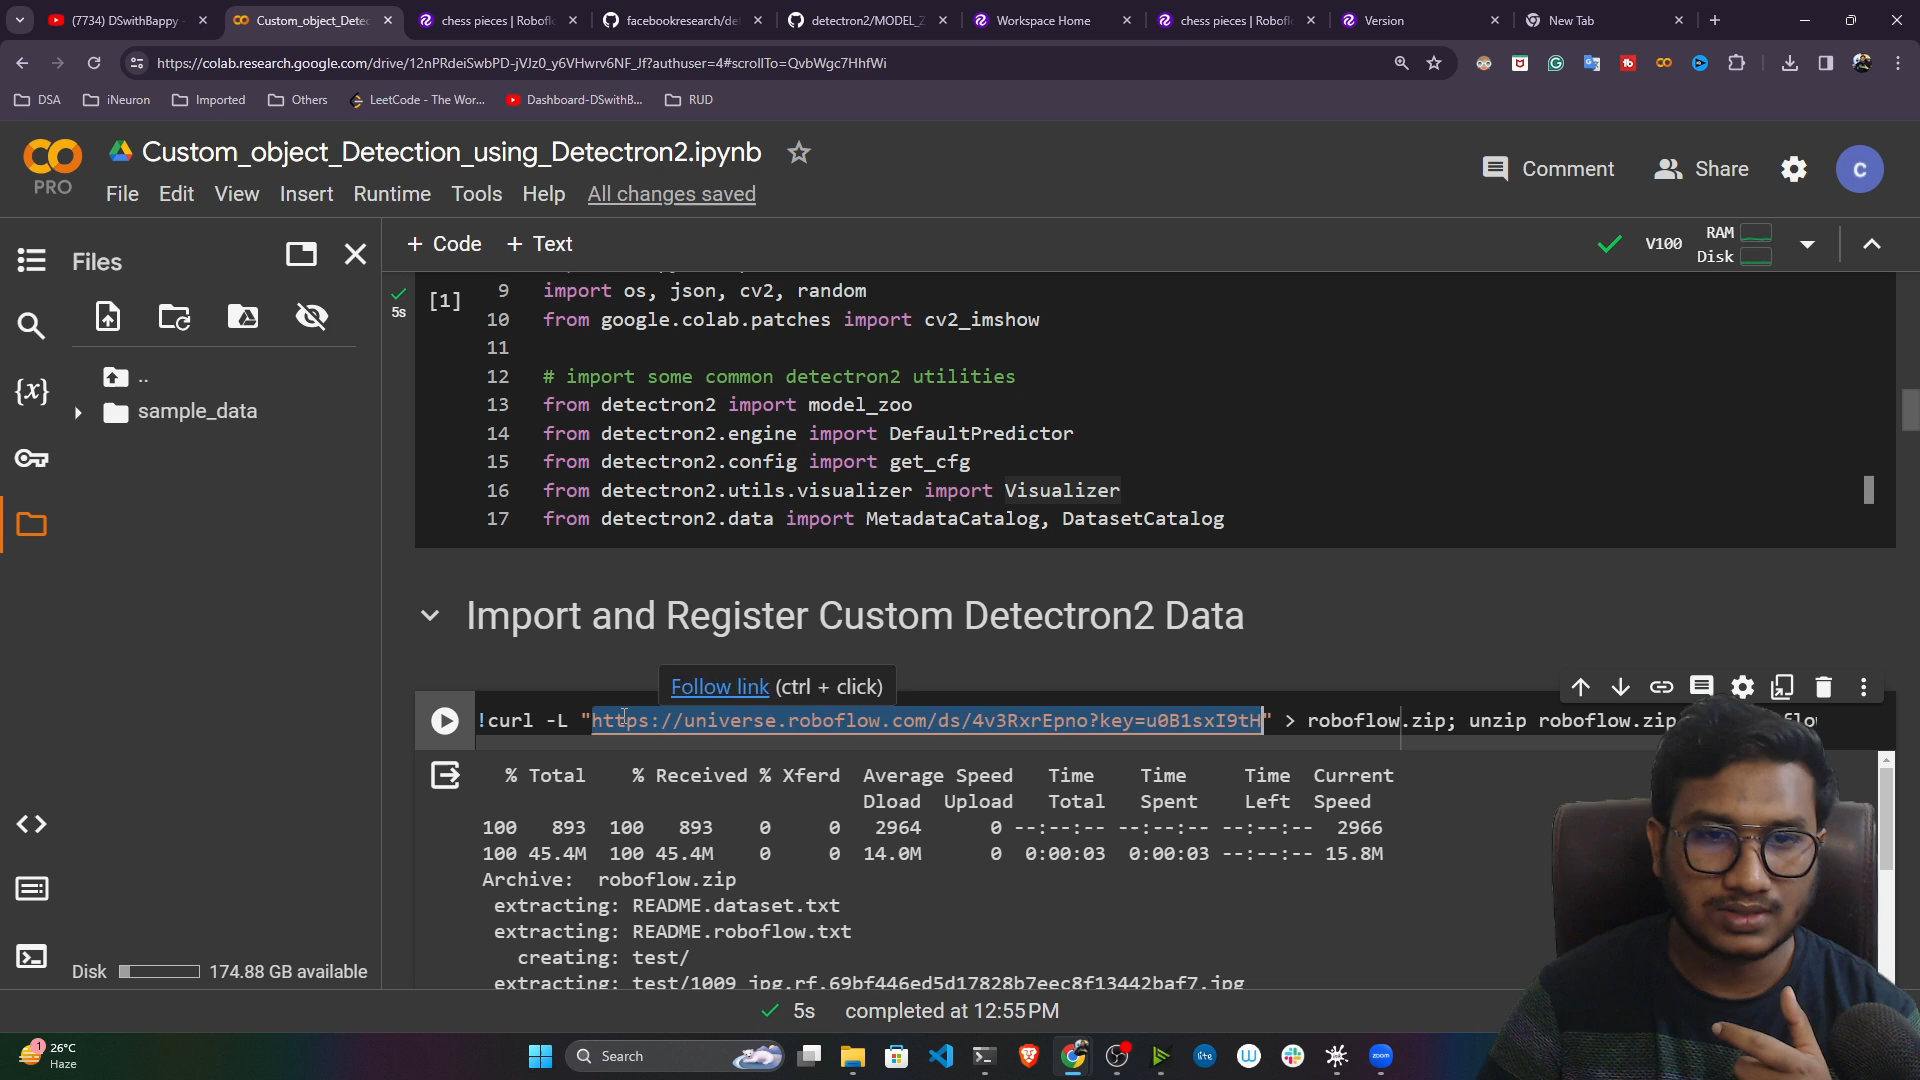 (7734) DSwithBappy
Custom_object_Detec
chess pieces | Robofl
facebookresearch/de
detectron2/MODEL_Z
Workspace Home
chess pieces | Robofl
Version
New Tab
https://colab.research.google.com/drive/12nPRdeiSwbPD-jVJz0_y6VHwrv6NF_Jf?authuser=4#scrollTo=QvbWgc7HhfWi
DSA
iNeuron
Imported
Others
LeetCode - The Wor...
Dashboard-DSwithB...
RUD
PRO
Custom_object_Detection_using_Detectron2.ipynb
File Edit View Insert Runtime Tools Help All changes saved
Comment
Share
C
Files
+ Code + Text
V100
RAM
Disk
..
sample_data
5s
[1]
9 import os, json, cv2, random
10 from google.colab.patches import cv2_imshow
11
12 # import some common detectron2 utilities
13 from detectron2 import model_zoo
14 from detectron2.engine import DefaultPredictor
15 from detectron2.config import get_cfg
16 from detectron2.utils.visualizer import Visualizer
17 from detectron2.data import MetadataCatalog, DatasetCatalog
Import and Register Custom Detectron2 Data
Follow link (ctrl + click)
!curl -L "https://universe.roboflow.com/ds/4v3RxrEpno?key=u0B1sxI9tH" > roboflow.zip; unzip roboflow.zip
% Total % Received % Xferd Average Speed Time Time Time Current
Dload Upload Total Spent Left Speed
100 893 100 893 0 0 2964 0 --:--:-- --:--:-- --:--:-- 2966
100 45.4M 100 45.4M 0 0 14.0M 0 0:00:03 0:00:03 --:--:-- 15.8M
Archive: roboflow.zip
extracting: README.dataset.txt
extracting: README.roboflow.txt
creating: test/
extracting: test/1009_jpg.rf.69bf446ed5d17828b7eec8f13442baf7.jpg
Disk 174.88 GB available
5s completed at 12:55 PM
1
26°C
Haze
Search
lite
zoom